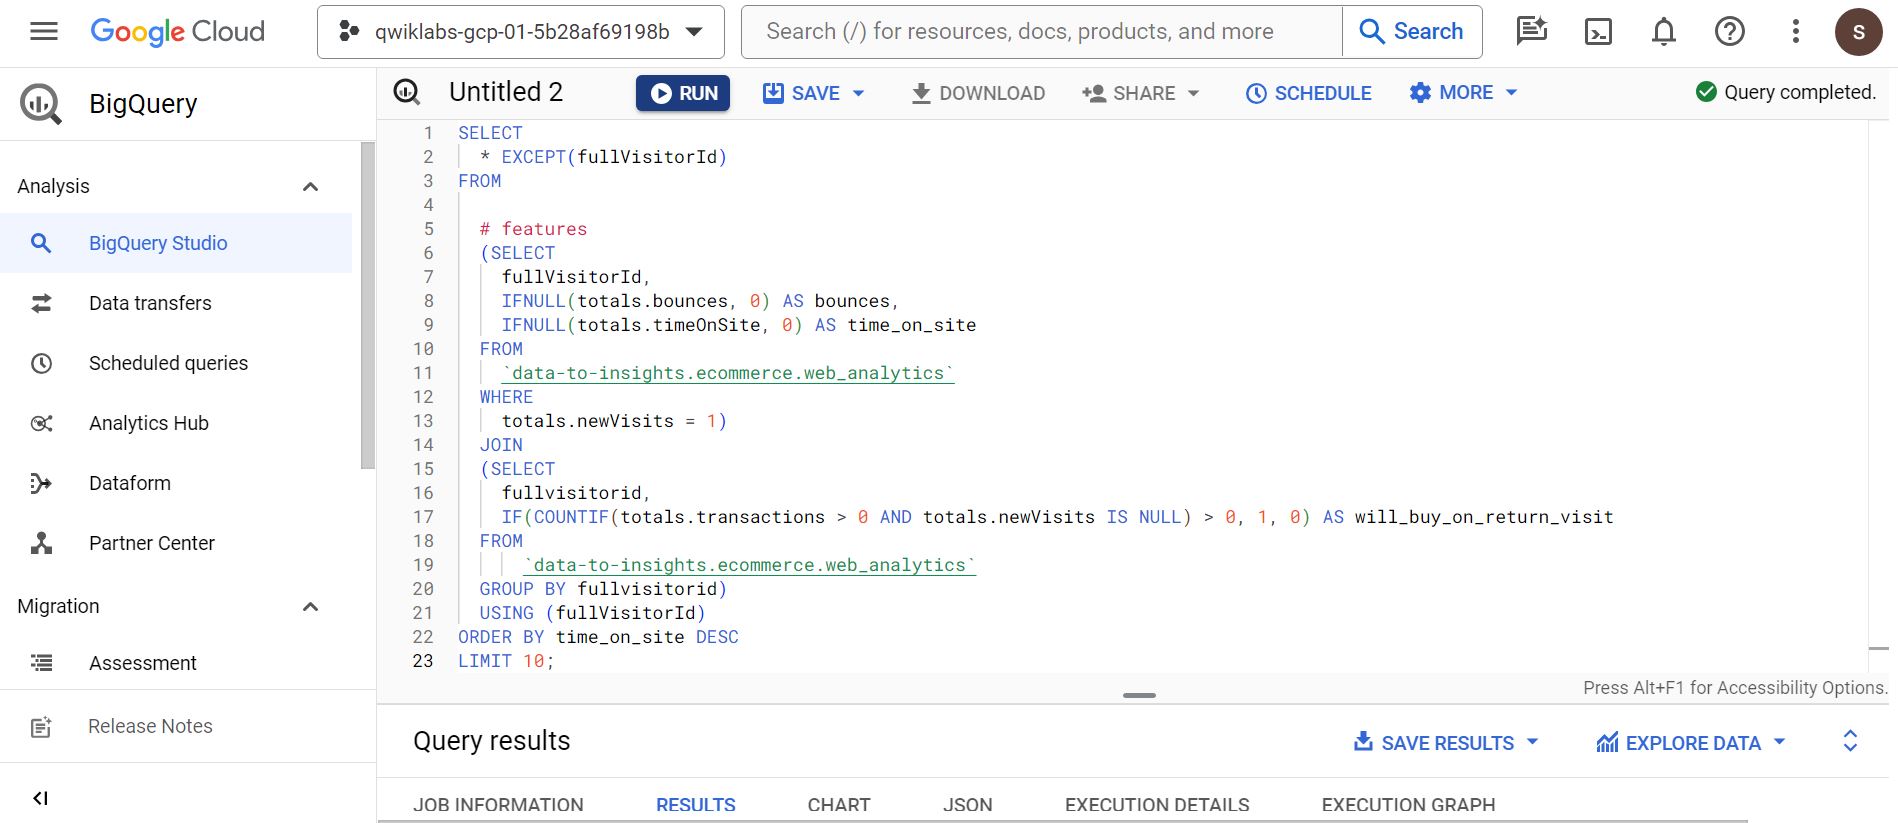 Google Cloud
qwiklabs-gcp-01-5b28af69198b
Search (/) for resources, docs, products, and more
Search
S
BigQuery
Untitled 2
RUN
SAVE
DOWNLOAD
SHARE
SCHEDULE
MORE
Query completed.
Analysis
BigQuery Studio
Data transfers
Scheduled queries
Analytics Hub
Dataform
Partner Center
Migration
Assessment
Release Notes
1 SELECT
2 * EXCEPT(fullVisitorId)
3 FROM
4
5 # features
6 (SELECT
7 fullVisitorId,
8 IFNULL(totals.bounces, 0) AS bounces,
9 IFNULL(totals.timeOnSite, 0) AS time_on_site
10 FROM
11 `data-to-insights.ecommerce.web_analytics`
12 WHERE
13 totals.newVisits = 1)
14 JOIN
15 (SELECT
16 fullvisitorid,
17 IF(COUNTIF(totals.transactions > 0 AND totals.newVisits IS NULL) > 0, 1, 0) AS will_buy_on_return_visit
18 FROM
19 `data-to-insights.ecommerce.web_analytics`
20 GROUP BY fullvisitorid)
21 USING (fullVisitorId)
22 ORDER BY time_on_site DESC
23 LIMIT 10;
Press Alt+F1 for Accessibility Options.
Query results
SAVE RESULTS
EXPLORE DATA
JOB INFORMATION
RESULTS
CHART
JSON
EXECUTION DETAILS
EXECUTION GRAPH